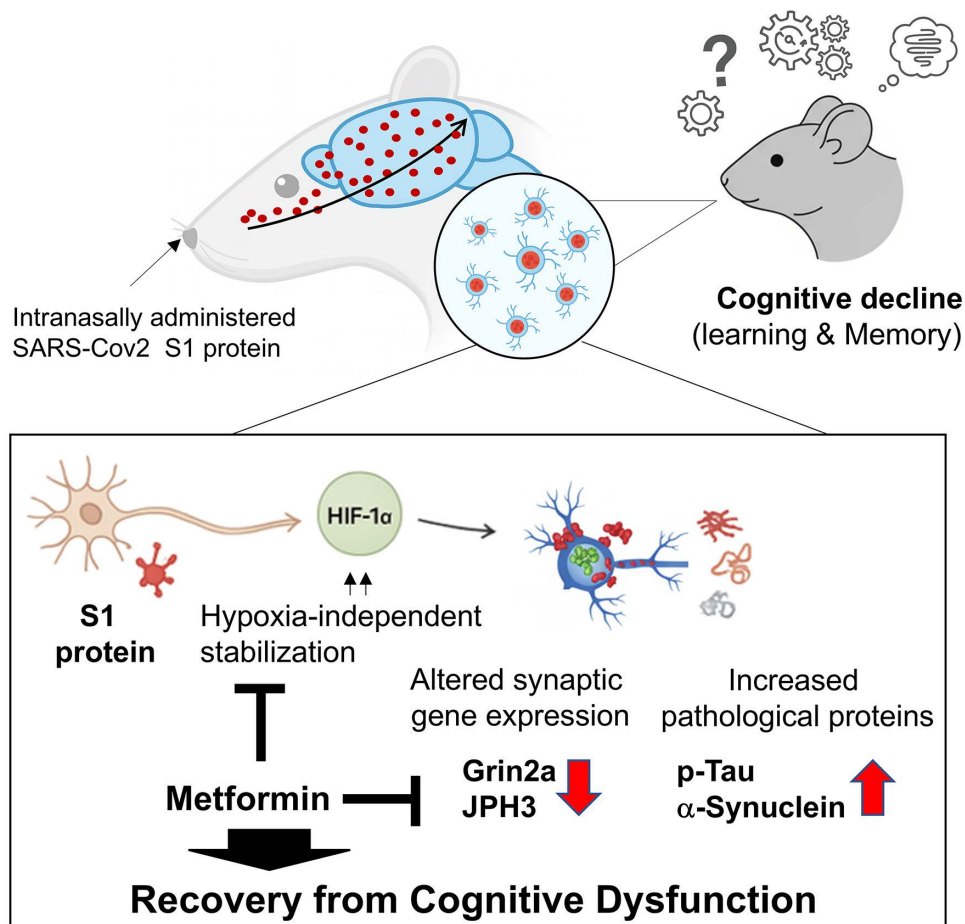 ?
Intranasally administered
SARS-Cov2 S1 protein
Cognitive decline
(learning & Memory)
HIF-1α
S1
protein
Hypoxia-independent
stabilization
Altered synaptic
gene expression
Increased
pathological proteins
Grin2a
JPH3
p-Tau
α-Synuclein
Metformin
Recovery from Cognitive Dysfunction